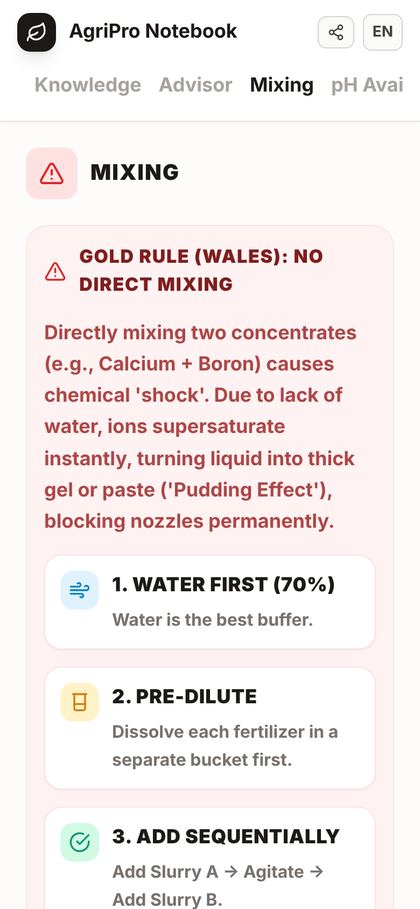 AgriPro Notebook
EN
Knowledge Advisor Mixing pH Avai
MIXING
GOLD RULE (WALES): NO
DIRECT MIXING
Directly mixing two concentrates
(e.g., Calcium + Boron) causes
chemical 'shock'. Due to lack of
water, ions supersaturate
instantly, turning liquid into thick
gel or paste ('Pudding Effect'),
blocking nozzles permanently.
1. WATER FIRST (70%)
Water is the best buffer.
2. PRE-DILUTE
Dissolve each fertilizer in a
separate bucket first.
3. ADD SEQUENTIALLY
Add Slurry A → Agitate →
Add Slurry B.